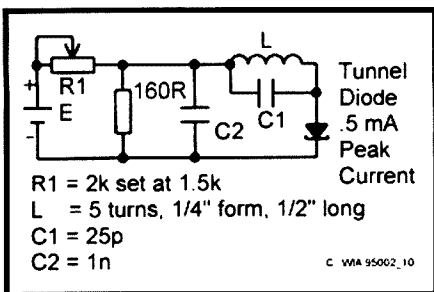 L
R1
160R
C1
C2
+
E
-
Tunnel
Diode
.5 mA
Peak
Current
R1 = 2k set at 1.5k
L = 5 turns, 1/4" form, 1/2" long
C1 = 25p
C2 = 1n
C WIA 95002_10